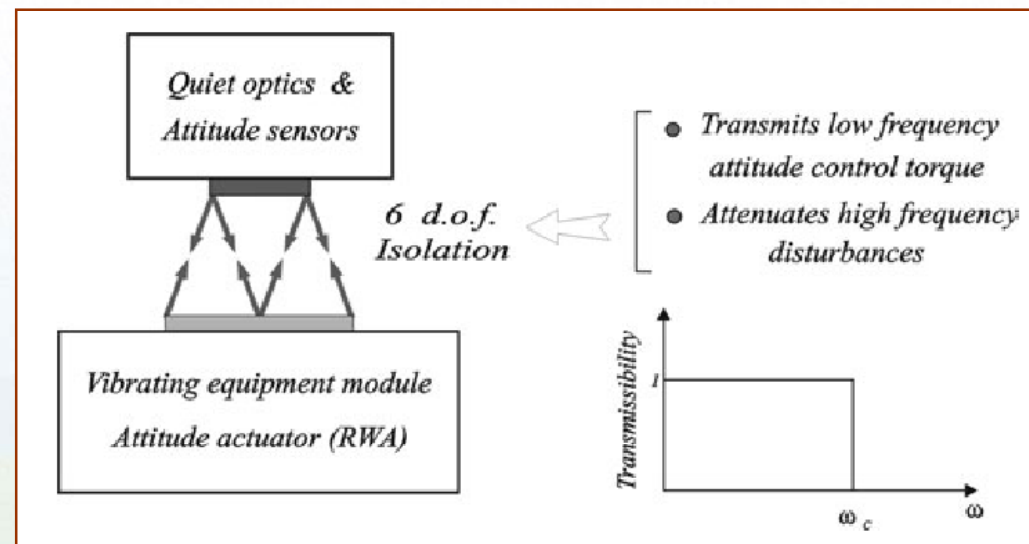 Quiet optics &
Attitude sensors
6 d.o.f.
Isolation
Transmits low frequency
attitude control torque
Attenuates high frequency
disturbances
Vibrating equipment module
Attitude actuator (RWA)
Transmissibility
1
ω c
ω